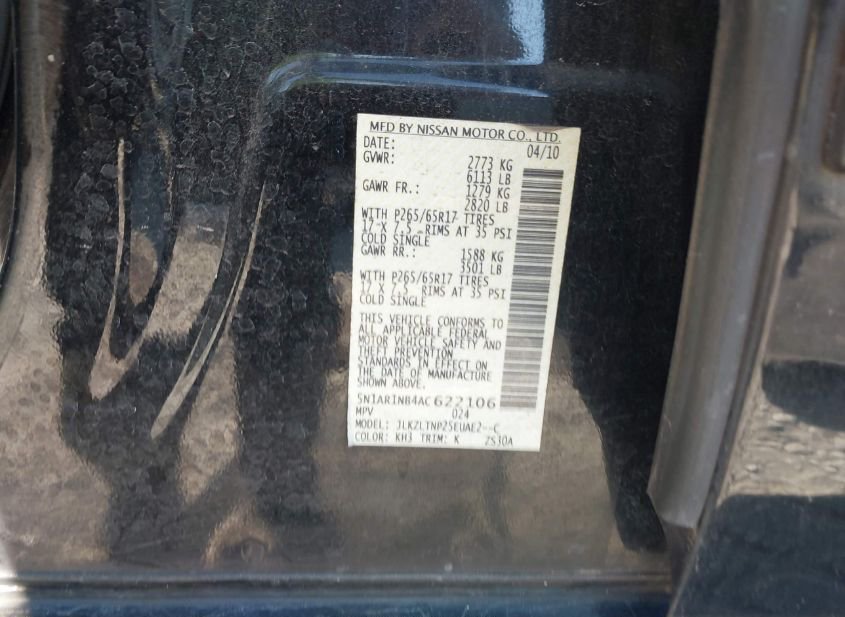 MFD BY NISSAN MOTOR CO., LTD.
DATE: 04/10
GVWR: 2773 KG
6113 LB
GAWR FR.: 1279 KG
2820 LB
WITH P265/65R17 TIRES
17 X 7.5 RIMS AT 35 PSI
COLD SINGLE
GAWR RR.: 1588 KG
3501 LB
WITH P265/65R17 TIRES
17 X 7.5 RIMS AT 35 PSI
COLD SINGLE
THIS VEHICLE CONFORMS TO
ALL APPLICABLE FEDERAL
MOTOR VEHICLE SAFETY AND
THEFT PREVENTION
STANDARDS IN EFFECT ON
THE DATE OF MANUFACTURE
SHOWN ABOVE.
5N1AR1NB4AC622106
MPV 024
MODEL: JLKZLTNP25EUAE2--C
COLOR: KH3 TRIM: K ZS30A